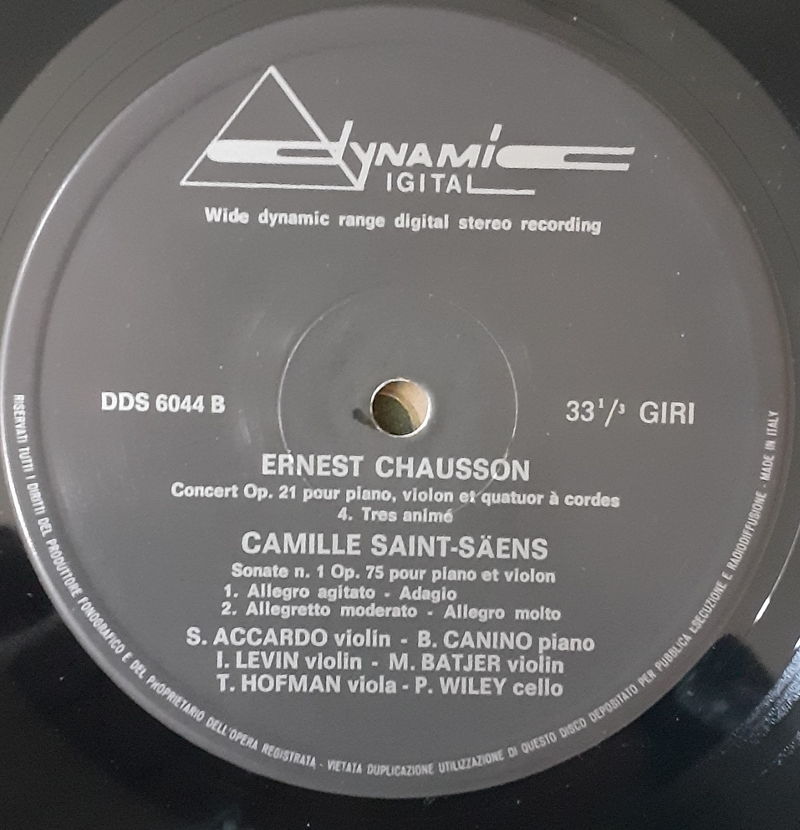 dYNAMIC
DIGITAL
Wide dynamic range digital stereo recording
DDS 6044 B
33 1/3 GIRI
ERNEST CHAUSSON
Concert Op. 21 pour piano, violon et quatuor à cordes
4. Tres animé
CAMILLE SAINT-SÄENS
Sonate n. 1 Op. 75 pour piano et violon
1. Allegro agitato - Adagio
2. Allegretto moderato - Allegro molto
S. ACCARDO violin - B. CANINO piano
I. LEVIN violin - M. BATJER violin
T. HOFMAN viola - P. WILEY cello
RISERVATI TUTTI I DIRITTI DEL PRODUTTORE FONOGRAFICO E DEL PROPRIETARIO DELL'OPERA REGISTRATA - VIETATA DUPLICAZIONE UTILIZZAZIONE DI QUESTO DISCO DEPOSITATO PER PUBBLICA ESECUZIONE E RADIODIFFUSIONE - MADE IN ITALY